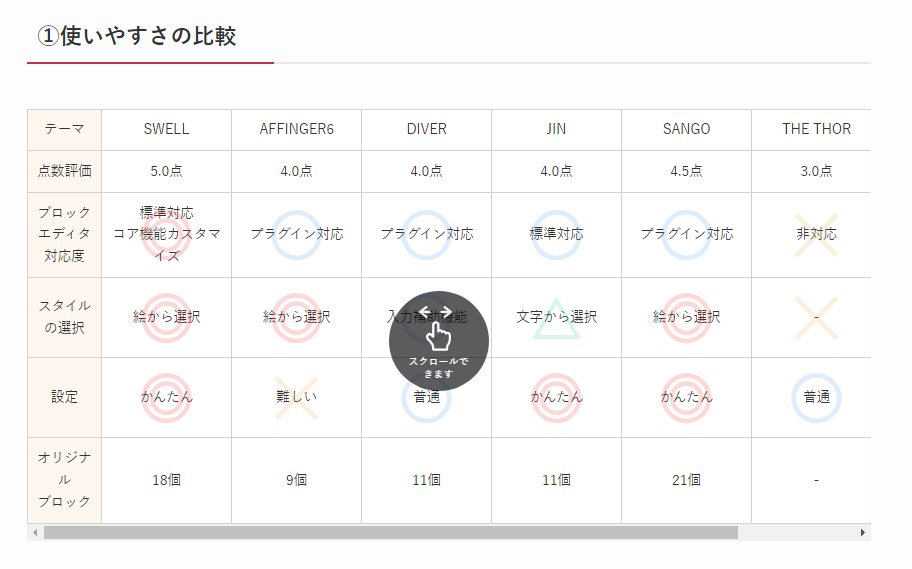 ①使いやすさの比較
テーマ SWELL AFFINGER6 DIVER JIN SANGO THE THOR
点数評価 5.0点 4.0点 4.0点 4.0点 4.5点 3.0点
ブロック
エディタ
対応度
標準対応
コア機能カスタマ
イズ
プラグイン対応 プラグイン対応 標準対応 プラグイン対応 非対応
スタイル
の選択
絵から選択 絵から選択 入力補助機能 文字から選択 絵から選択 -
スクロールで
きます
設定 かんたん 難しい 普通 かんたん かんたん 普通
オリジナ
ル
ブロック
18個 9個 11個 11個 21個 -